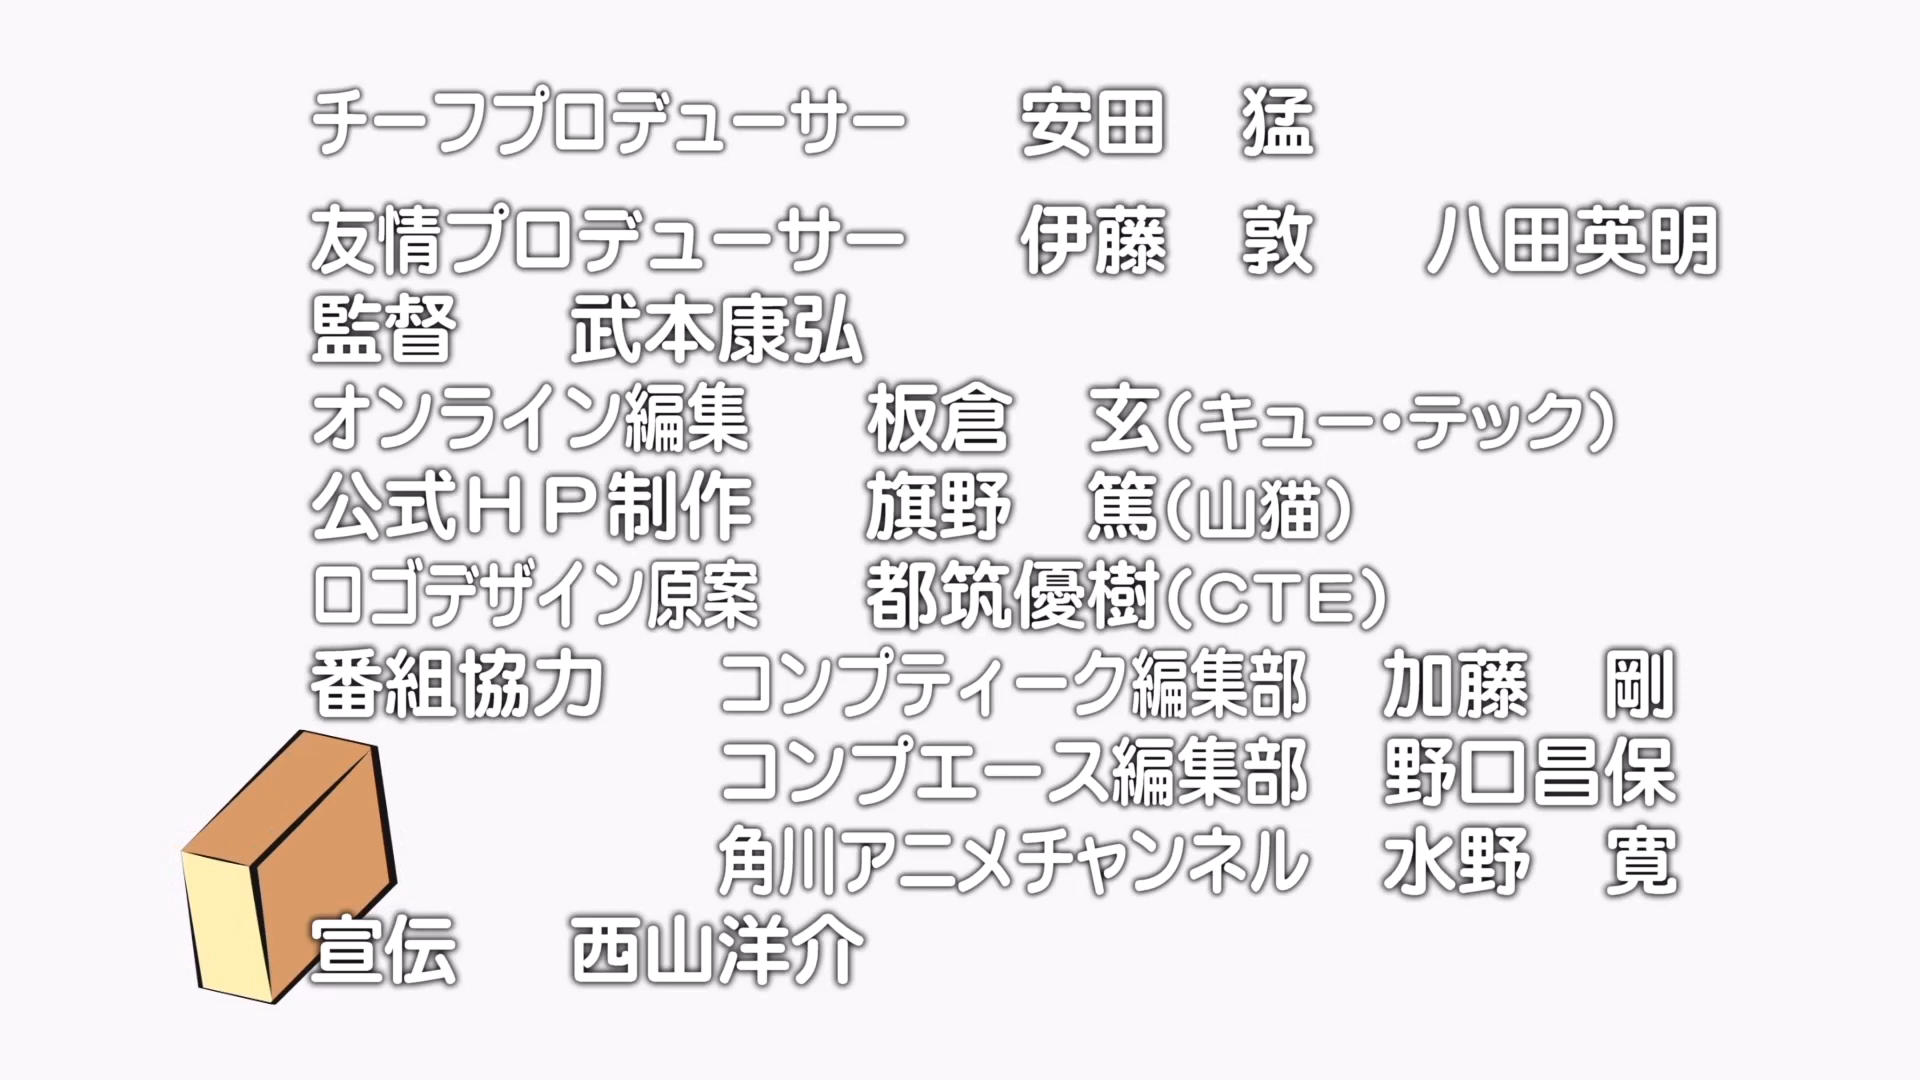 チーフプロデューサー　安田　猛
友情プロデューサー　伊藤　敦　八田英明
監督　武本康弘
オンライン編集　板倉　玄（キュー・テック）
公式ＨＰ制作　旗野　篤（山猫）
ロゴデザイン原案　都筑優樹（CTE）
番組協力　コンプティーク編集部　加藤　剛
コンプエース編集部　野口昌保
角川アニメチャンネル　水野　寛
宣伝　西山洋介